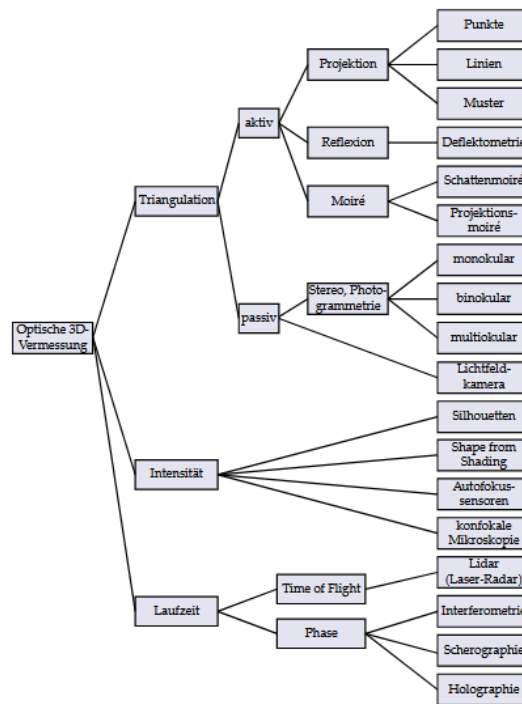 Punkte
Projektion
Linien
Muster
aktiv
Reflexion
Deflektometrie
Schattenmoiré
Triangulation
Moiré
Projektions-
moiré
monokular
Stereo, Photo-
grammetrie
binokular
passiv
multiokular
Optische 3D-
Vermessung
Lichtfeld-
kamera
Silhouetten
Shape from
Shading
Intensität
Autofokus-
sensoren
konfokale
Mikroskopie
Lidar
(Laser-Radar)
Time of Flight
Laufzeit
Interferometrie
Phase
Scherographie
Holographie